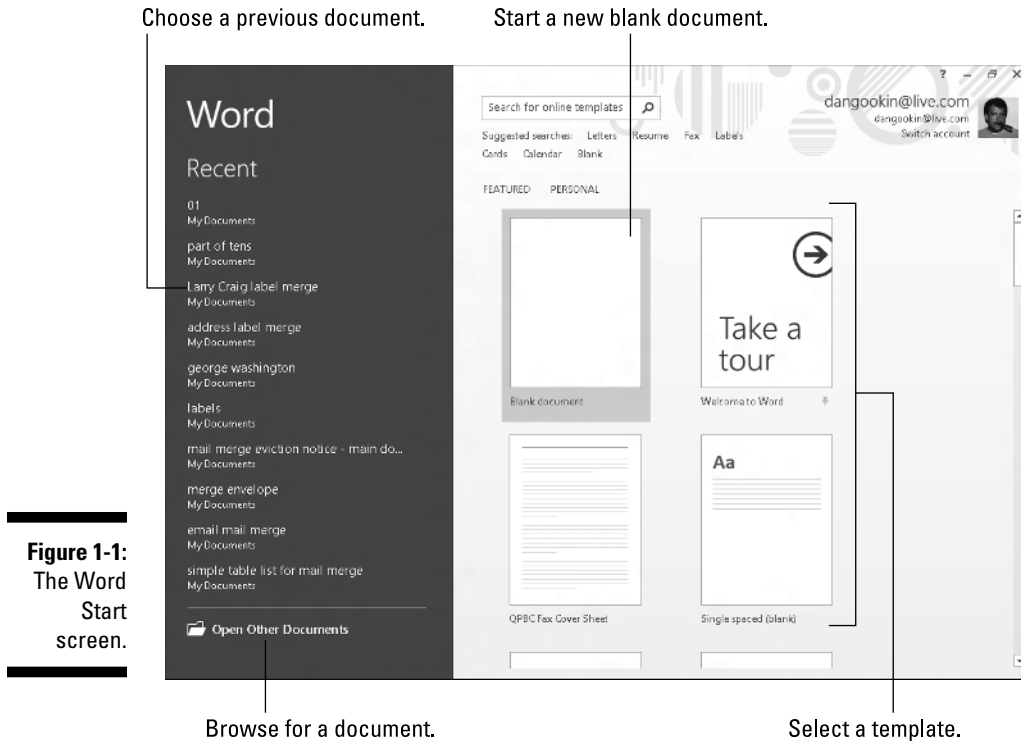 Choose a previous document.
Start a new blank document.
Word
Recent
01
My Documents
part of tens
My Documents
Larry Craig label merge
My Documents
address label merge
My Documents
george washington
My Documents
labels
My Documents
mail merge eviction notice - main do...
My Documents
merge envelope
My Documents
email mail merge
My Documents
simple table list for mail merge
My Documents
Open Other Documents
Search for online templates
Suggested searches: Letters Resume Fax Labels
Cards Calendar Blank
FEATURED PERSONAL
? 
dangookin@live.com
dangookin@live.com
Switch account
Blank document
Take a
tour
Welcome to Word
QPBC Fax Cover Sheet
Aa
Single spaced (blank)
Figure 1-1:
The Word
Start
screen.
Browse for a document.
Select a template.